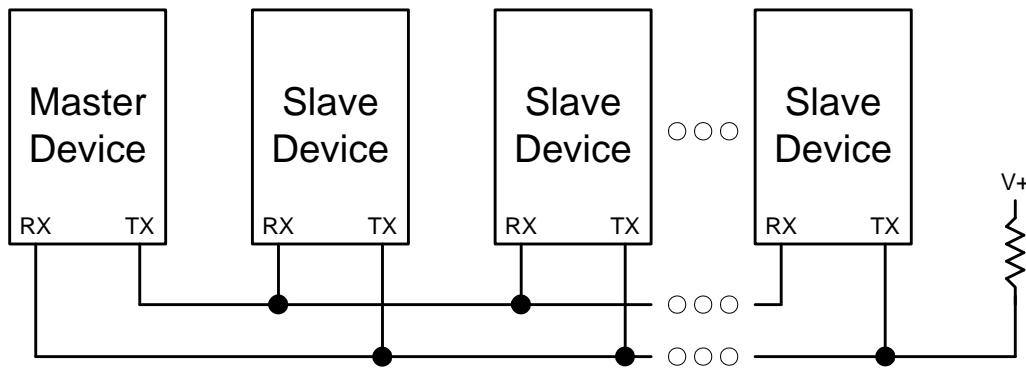 Master
Device
Slave
Device
Slave
Device
Slave
Device
V+
RX TX
RX TX
RX TX
RX TX